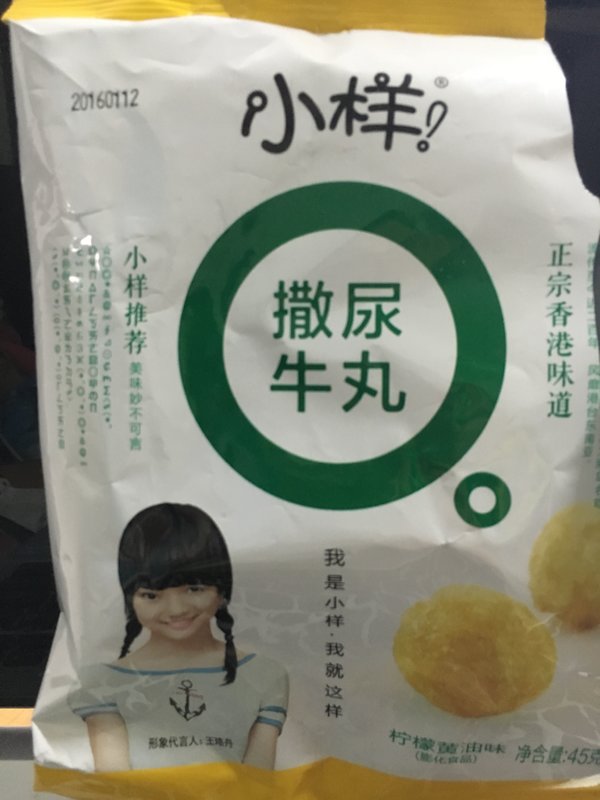 20160112
小样!®
撒尿
牛丸
小样推荐
美味妙不可言
正宗香港味道
我是小样·我就这样
形象代言人:王晓丹
柠檬黄油味
(膨化食品)
净含量:45克